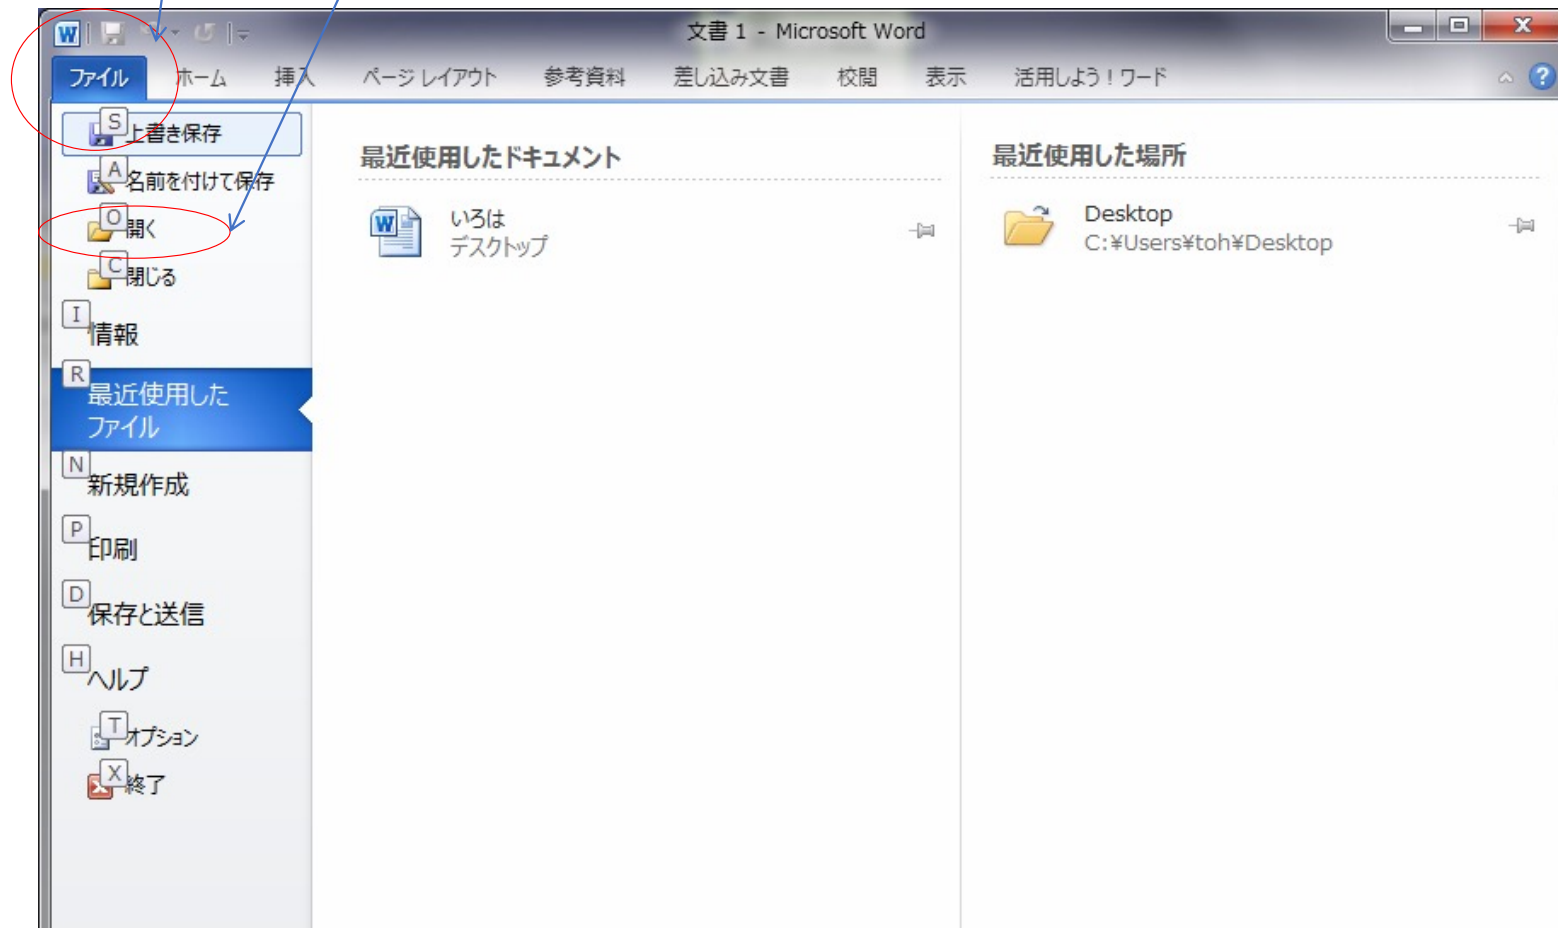 W
文書 1 - Microsoft Word
ファイル ホーム 挿入 ページ レイアウト 参考資料 差し込み文書 校閲 表示 活用しよう！ワード
S 上書き保存
A 名前を付けて保存
O 開く
C 閉じる
I 情報
R 最近使用した
ファイル
N 新規作成
P 印刷
D 保存と送信
H ヘルプ
T オプション
X 終了
最近使用したドキュメント
W いろは
デスクトップ
最近使用した場所
Desktop
C:¥Users¥toh¥Desktop